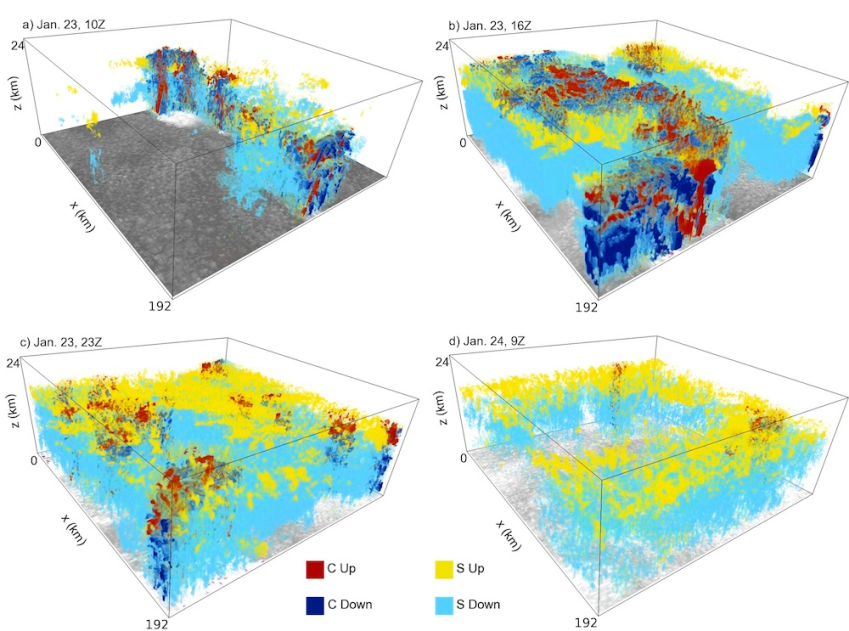 a) Jan. 23, 10Z
24
z (km)
0
x (km)
192
b) Jan. 23, 16Z
24
z (km)
0
x (km)
192
c) Jan. 23, 23Z
24
z (km)
0
x (km)
192
d) Jan. 24, 9Z
24
z (km)
0
x (km)
192
C Up
S Up
C Down
S Down